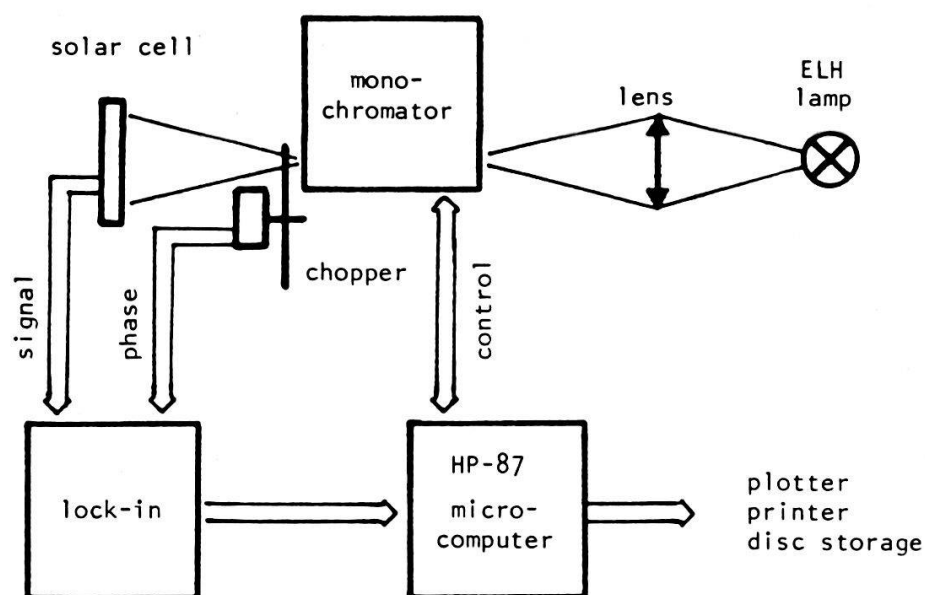 solar cell
mono-
chromator
lens
ELH
lamp
chopper
signal
phase
control
lock-in
HP-87
micro-
computer
plotter
printer
disc storage